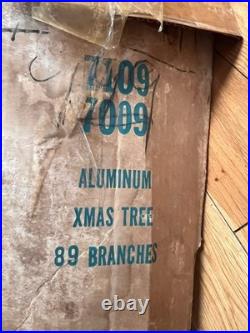 7109
7009
ALUMINUM
XMAS TREE
89 BRANCHES